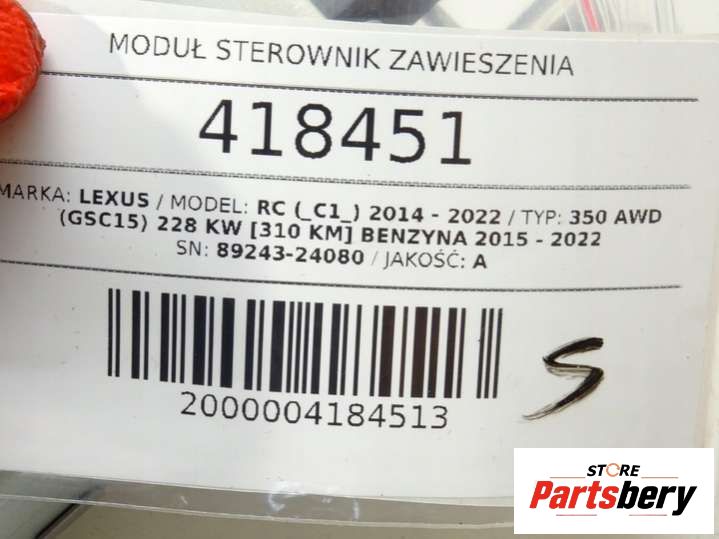 MODUŁ STEROWNIK ZAWIESZENIA
418451
MARKA: LEXUS / MODEL: RC (_C1_) 2014 - 2022 / TYP: 350 AWD
(GSC15) 228 KW [310 KM] BENZYNA 2015 - 2022
SN: 89243-24080 / JAKOŚĆ: A
2000004184513
S
STORE
Partsbery